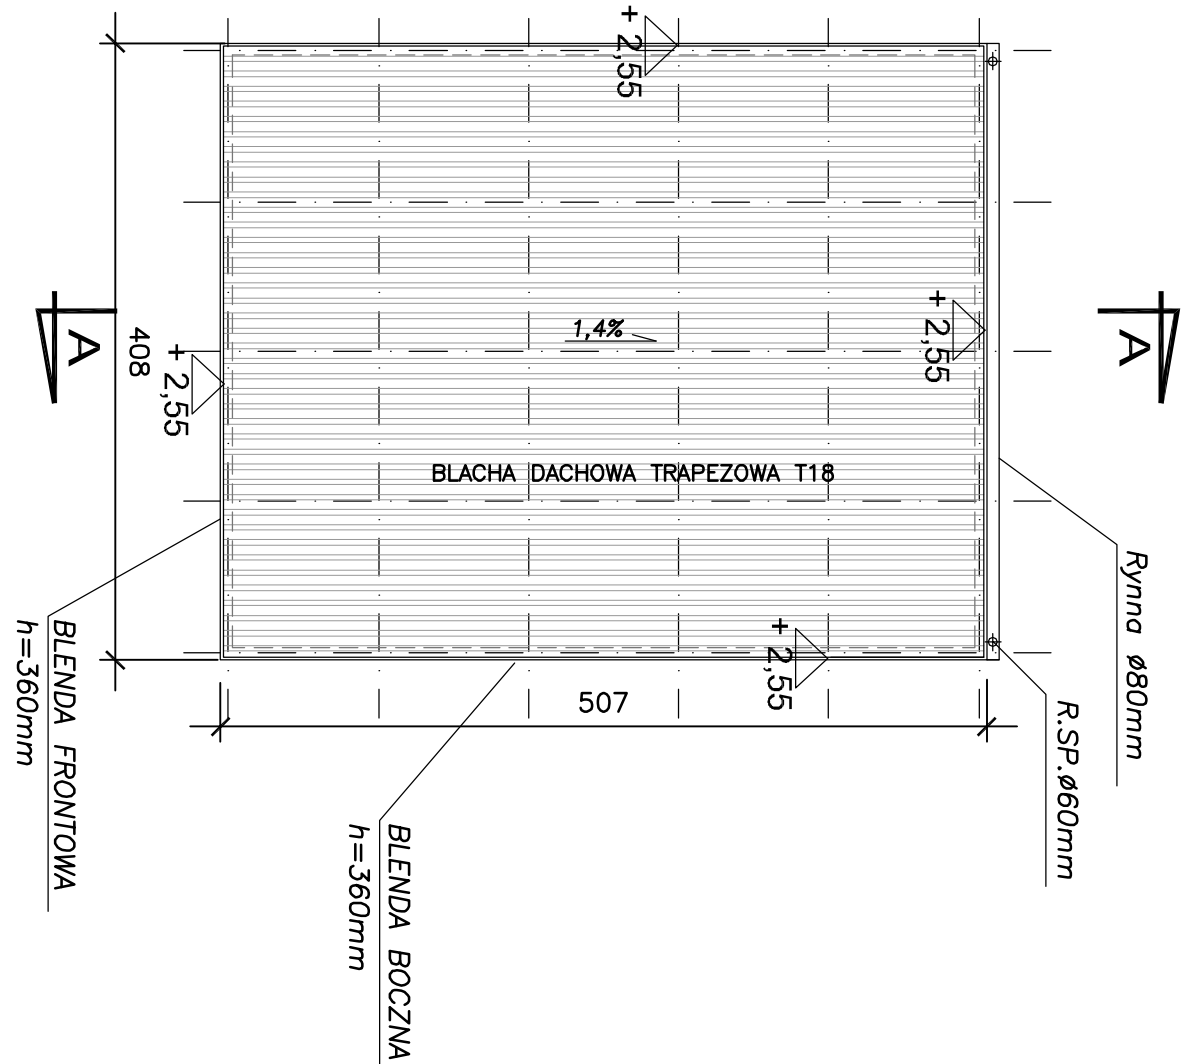 + 2,55
+ 2,55
+ 2,55
+ 2,55
A
A
408
1,4%
BLACHA DACHOWA TRAPEZOWA T18
507
Rynna ø80mm
R.SP.ø60mm
BLENDA FRONTOWA
h=360mm
BLENDA BOCZNA
h=360mm